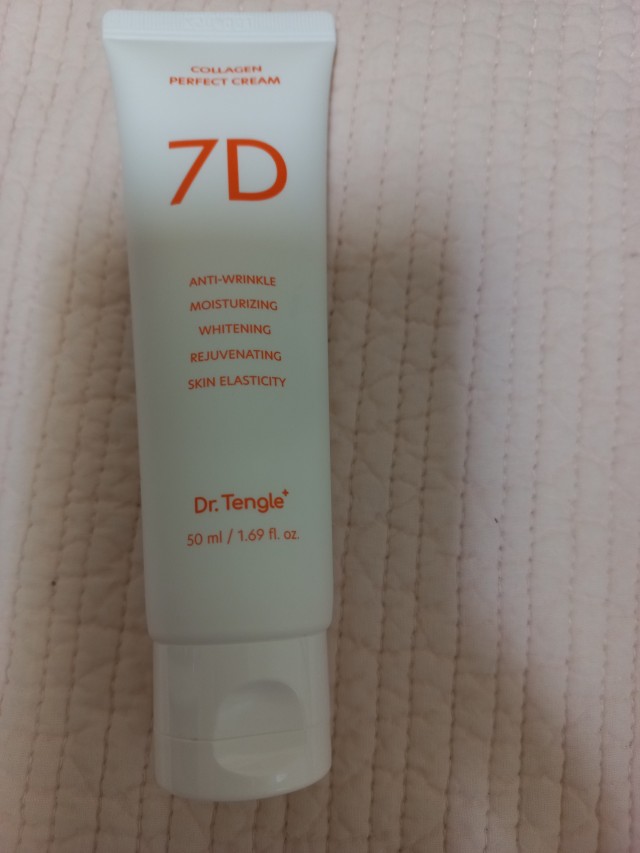 COLLAGEN
PERFECT CREAM
7D
ANTI-WRINKLE
MOISTURIZING
WHITENING
REJUVENATING
SKIN ELASTICITY
Dr. Tengle+
50 ml / 1.69 fl. oz.